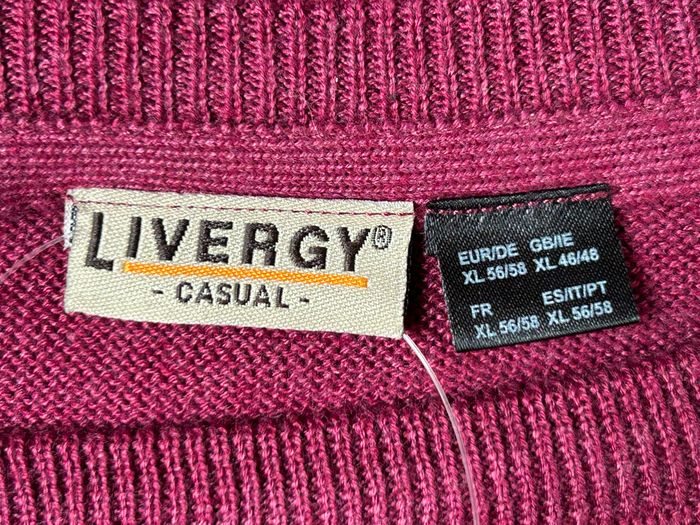 LIVERGY®
- CASUAL -
EUR/DE GB/IE
XL 56/58 XL 46/48
FR ES/IT/PT
XL 56/58 XL 56/58